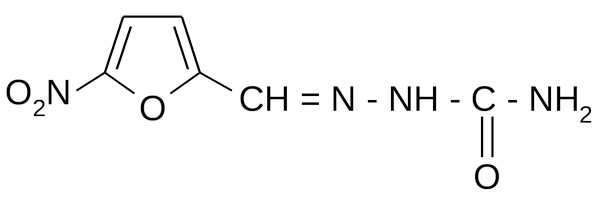 O₂N O CH = N - NH - C - NH₂
O